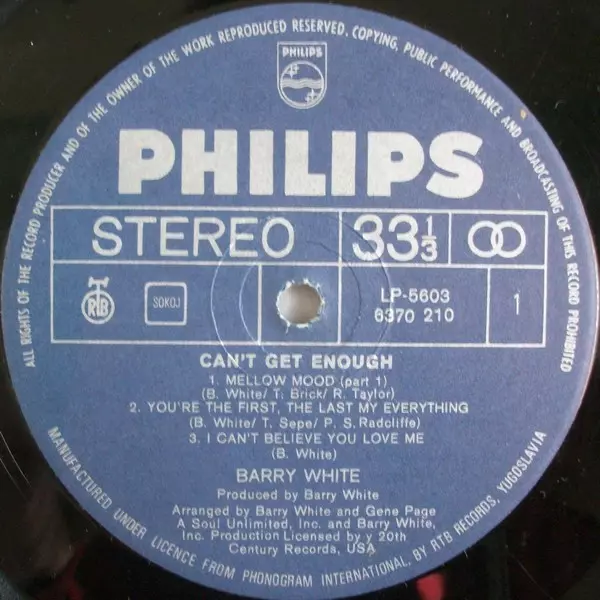 ALL RIGHTS OF THE RECORD PRODUCER AND OF THE OWNER OF THE WORK REPRODUCED RESERVED. COPYING, PUBLIC PERFORMANCE AND BROADCASTING OF THIS RECORD PROHIBITED
PHILIPS
PHILIPS
STEREO 33 1/3
RTB SOKOJ LP-5603 1
6370 210
CAN'T GET ENOUGH
1. MELLOW MOOD (part 1)
(B. White/ T. Brick/ R. Taylor)
2. YOU'RE THE FIRST, THE LAST MY EVERYTHING
(B. White/ T. Sepe/ P. S. Radcliffe)
3. I CAN'T BELIEVE YOU LOVE ME
(B. White)
BARRY WHITE
Produced by Barry White
Arranged by Barry White and Gene Page
A Soul Unlimited, Inc. and Barry White,
Inc. Production Licensed by y 20th
Century Records, USA
MANUFACTURED UNDER LICENCE FROM PHONOGRAM INTERNATIONAL, BY RTB RECORDS, YUGOSLAVIA